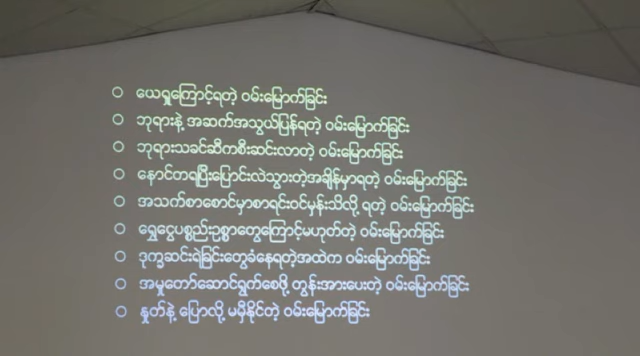 ○ ယေရှုကြောင့်ရတဲ့ ဝမ်းမြောက်ခြင်း
○ ဘုရားနဲ့ အဆက်အသွယ်ပြန်ရတဲ့ ဝမ်းမြောက်ခြင်း
○ ဘုရားသခင်ဆီကစီးဆင်းလာတဲ့ ဝမ်းမြောက်ခြင်း
○ နောင်တရပြီးပြောင်းလဲသွားတဲ့အချိန်မှာရတဲ့ ဝမ်းမြောက်ခြင်း
○ အသက်စာစောင်မှာစာရင်းဝင်မှန်းသိလို့ ရတဲ့ ဝမ်းမြောက်ခြင်း
○ ရွှေငွေပစ္စည်းဥစ္စာတွေကြောင့်မဟုတ်တဲ့ ဝမ်းမြောက်ခြင်း
○ ဒုက္ခဆင်းရဲခြင်းတွေခံနေရတဲ့အထဲက ဝမ်းမြောက်ခြင်း
○ အမှုတော်ဆောင်ရွက်စေဖို့ တွန်းအားပေးတဲ့ ဝမ်းမြောက်ခြင်း
○ နှုတ်နဲ့ ပြောလို့ မမှီနိုင်တဲ့ ဝမ်းမြောက်ခြင်း